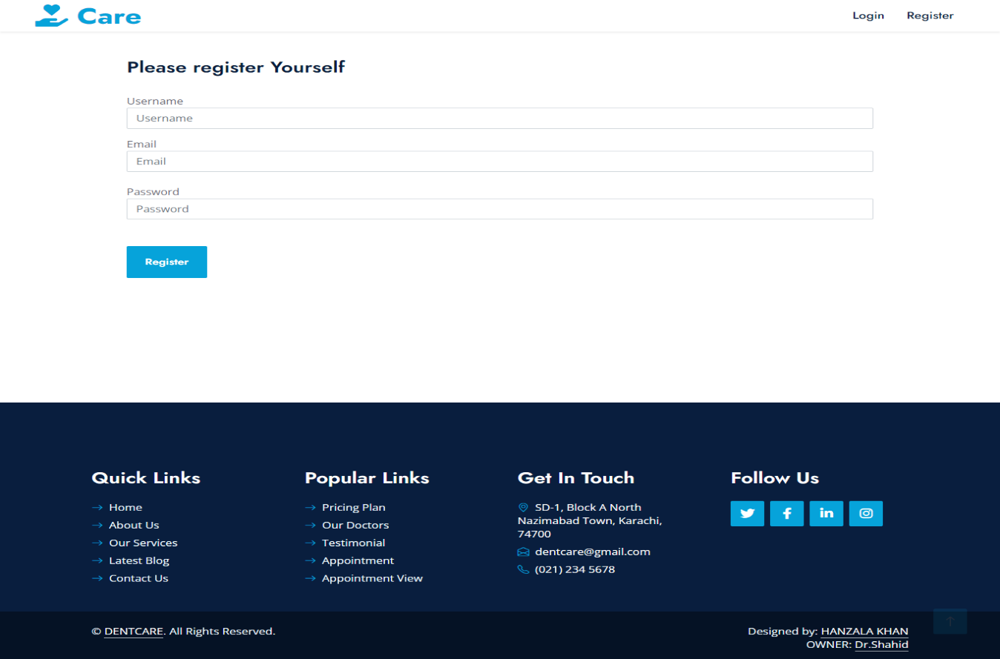 Care
Login
Register
Please register Yourself
Username
Username
Email
Email
Password
Password
Register
Quick Links
Home
About Us
Our Services
Latest Blog
Contact Us
Popular Links
Pricing Plan
Our Doctors
Testimonial
Appointment
Appointment View
Get In Touch
SD-1, Block A North
Nazimabad Town, Karachi,
74700
dentcare@gmail.com
(021) 234 5678
Follow Us
© DENTCARE. All Rights Reserved.
Designed by: HANZALA KHAN
OWNER: Dr.Shahid